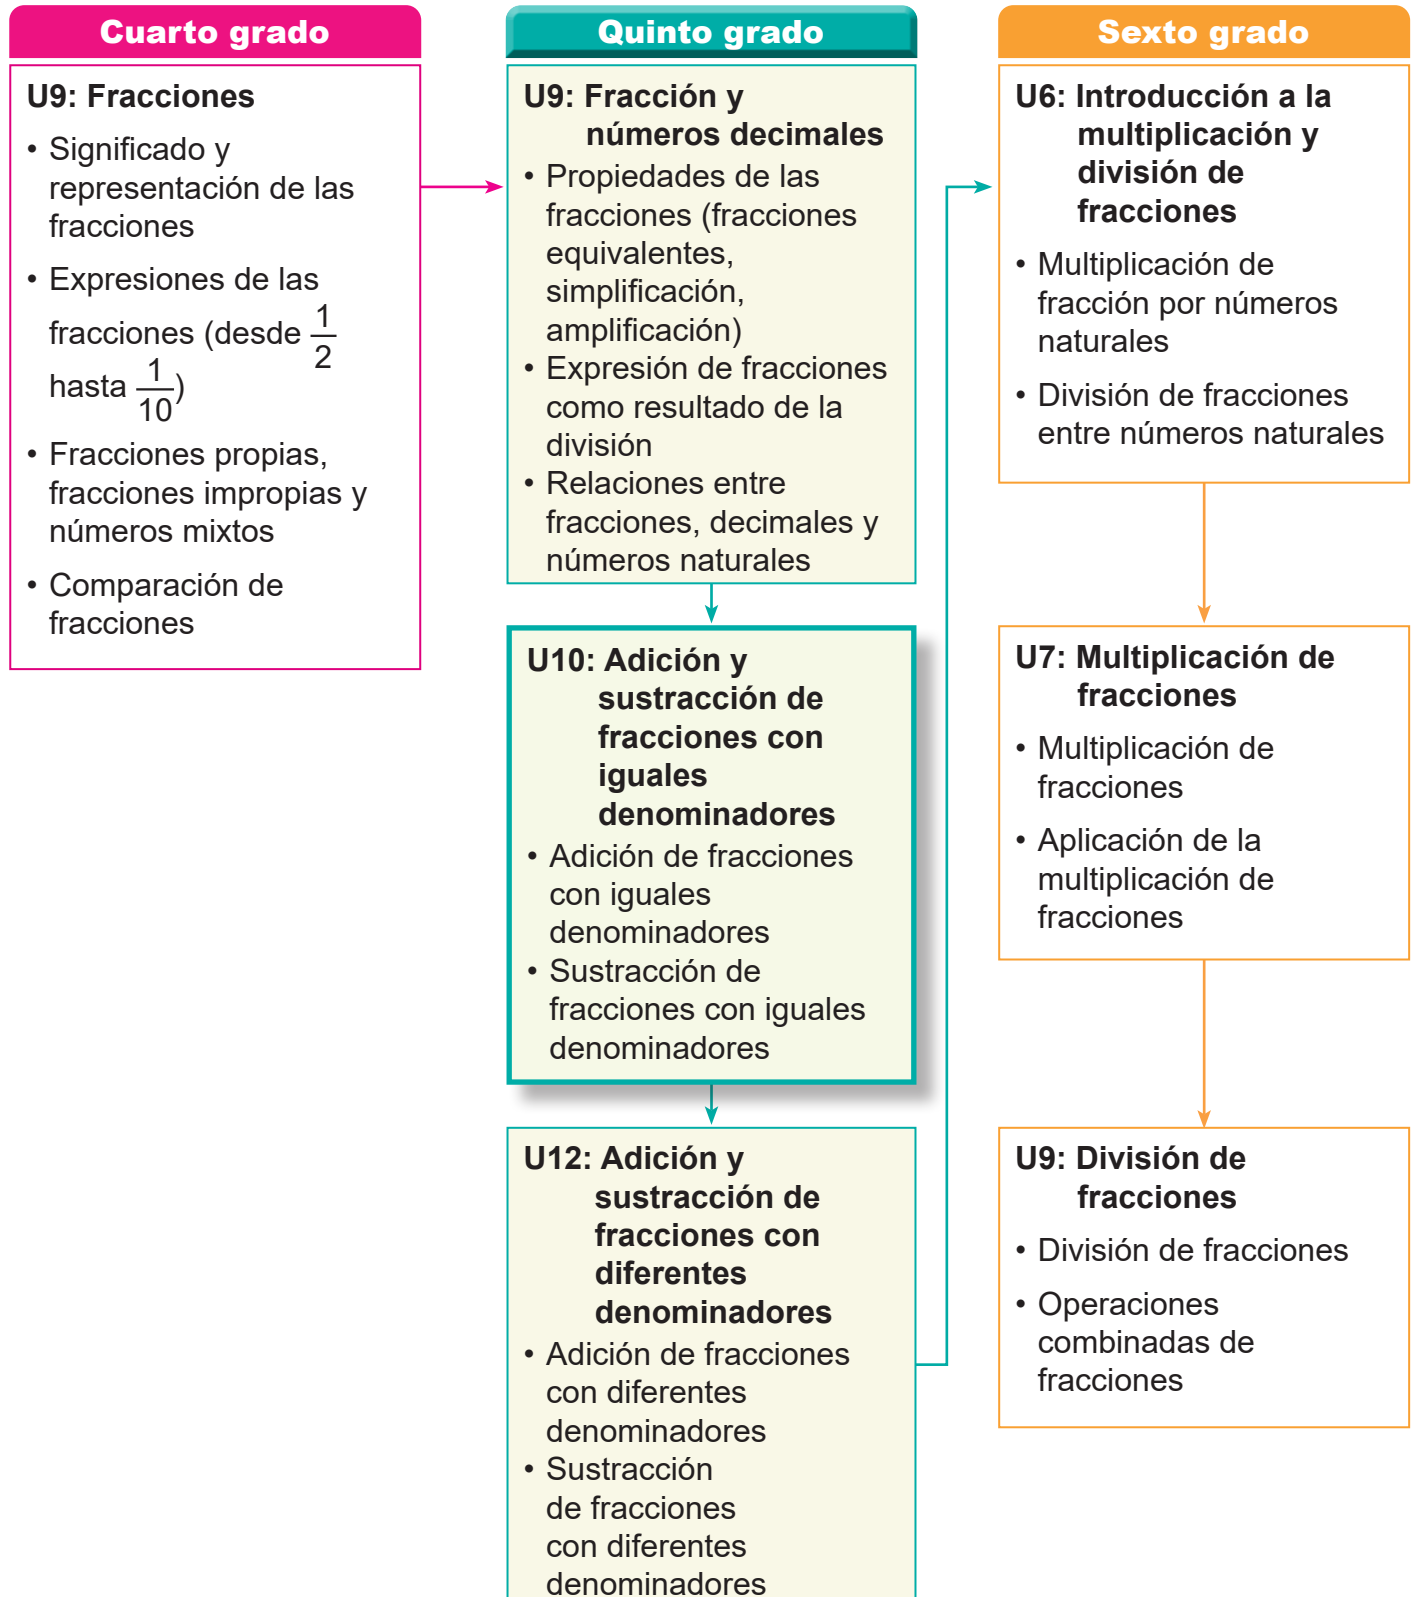 Cuarto grado
U9: Fracciones
• Significado y
representación de las
fracciones
• Expresiones de las
fracciones (desde 1/2
hasta 1/10)
• Fracciones propias,
fracciones impropias y
números mixtos
• Comparación de
fracciones
Quinto grado
U9: Fracción y
números decimales
• Propiedades de las
fracciones (fracciones
equivalentes,
simplificación,
amplificación)
• Expresión de fracciones
como resultado de la
división
• Relaciones entre
fracciones, decimales y
números naturales
U10: Adición y
sustracción de
fracciones con
iguales
denominadores
• Adición de fracciones
con iguales
denominadores
• Sustracción de
fracciones con iguales
denominadores
U12: Adición y
sustracción de
fracciones con
diferentes
denominadores
• Adición de fracciones
con diferentes
denominadores
• Sustracción
de fracciones
con diferentes
denominadores
Sexto grado
U6: Introducción a la
multiplicación y
división de
fracciones
• Multiplicación de
fracción por números
naturales
• División de fracciones
entre números naturales
U7: Multiplicación de
fracciones
• Multiplicación de
fracciones
• Aplicación de la
multiplicación de
fracciones
U9: División de
fracciones
• División de fracciones
• Operaciones
combinadas de
fracciones